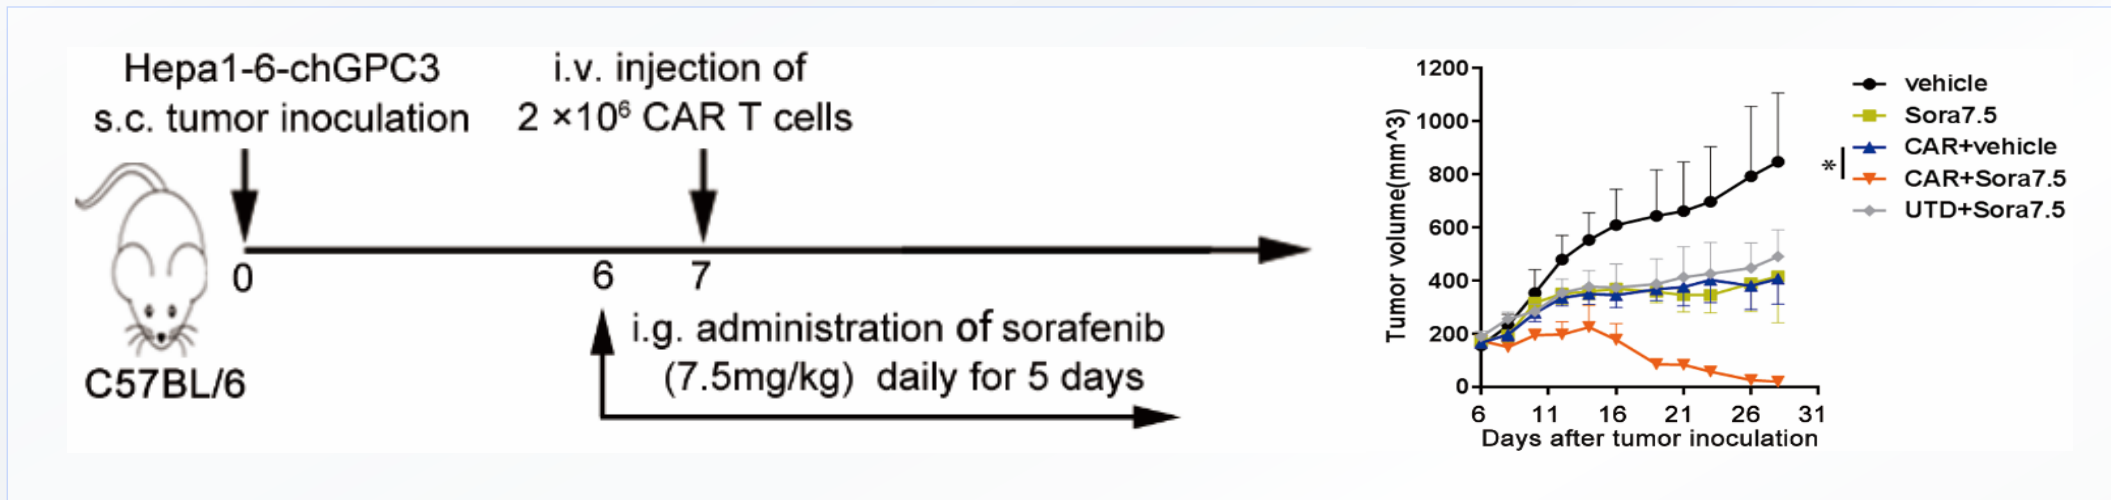 Hepa1-6-chGPC3
s.c. tumor inoculation
i.v. injection of
2 ×10⁶ CAR T cells
0
6
7
i.g. administration of sorafenib
(7.5mg/kg) daily for 5 days
C57BL/6
Tumor volume(mm^3)
1200
1000
800
600
400
200
0
6 11 16 21 26 31
Days after tumor inoculation
vehicle
Sora7.5
CAR+vehicle
*
CAR+Sora7.5
UTD+Sora7.5